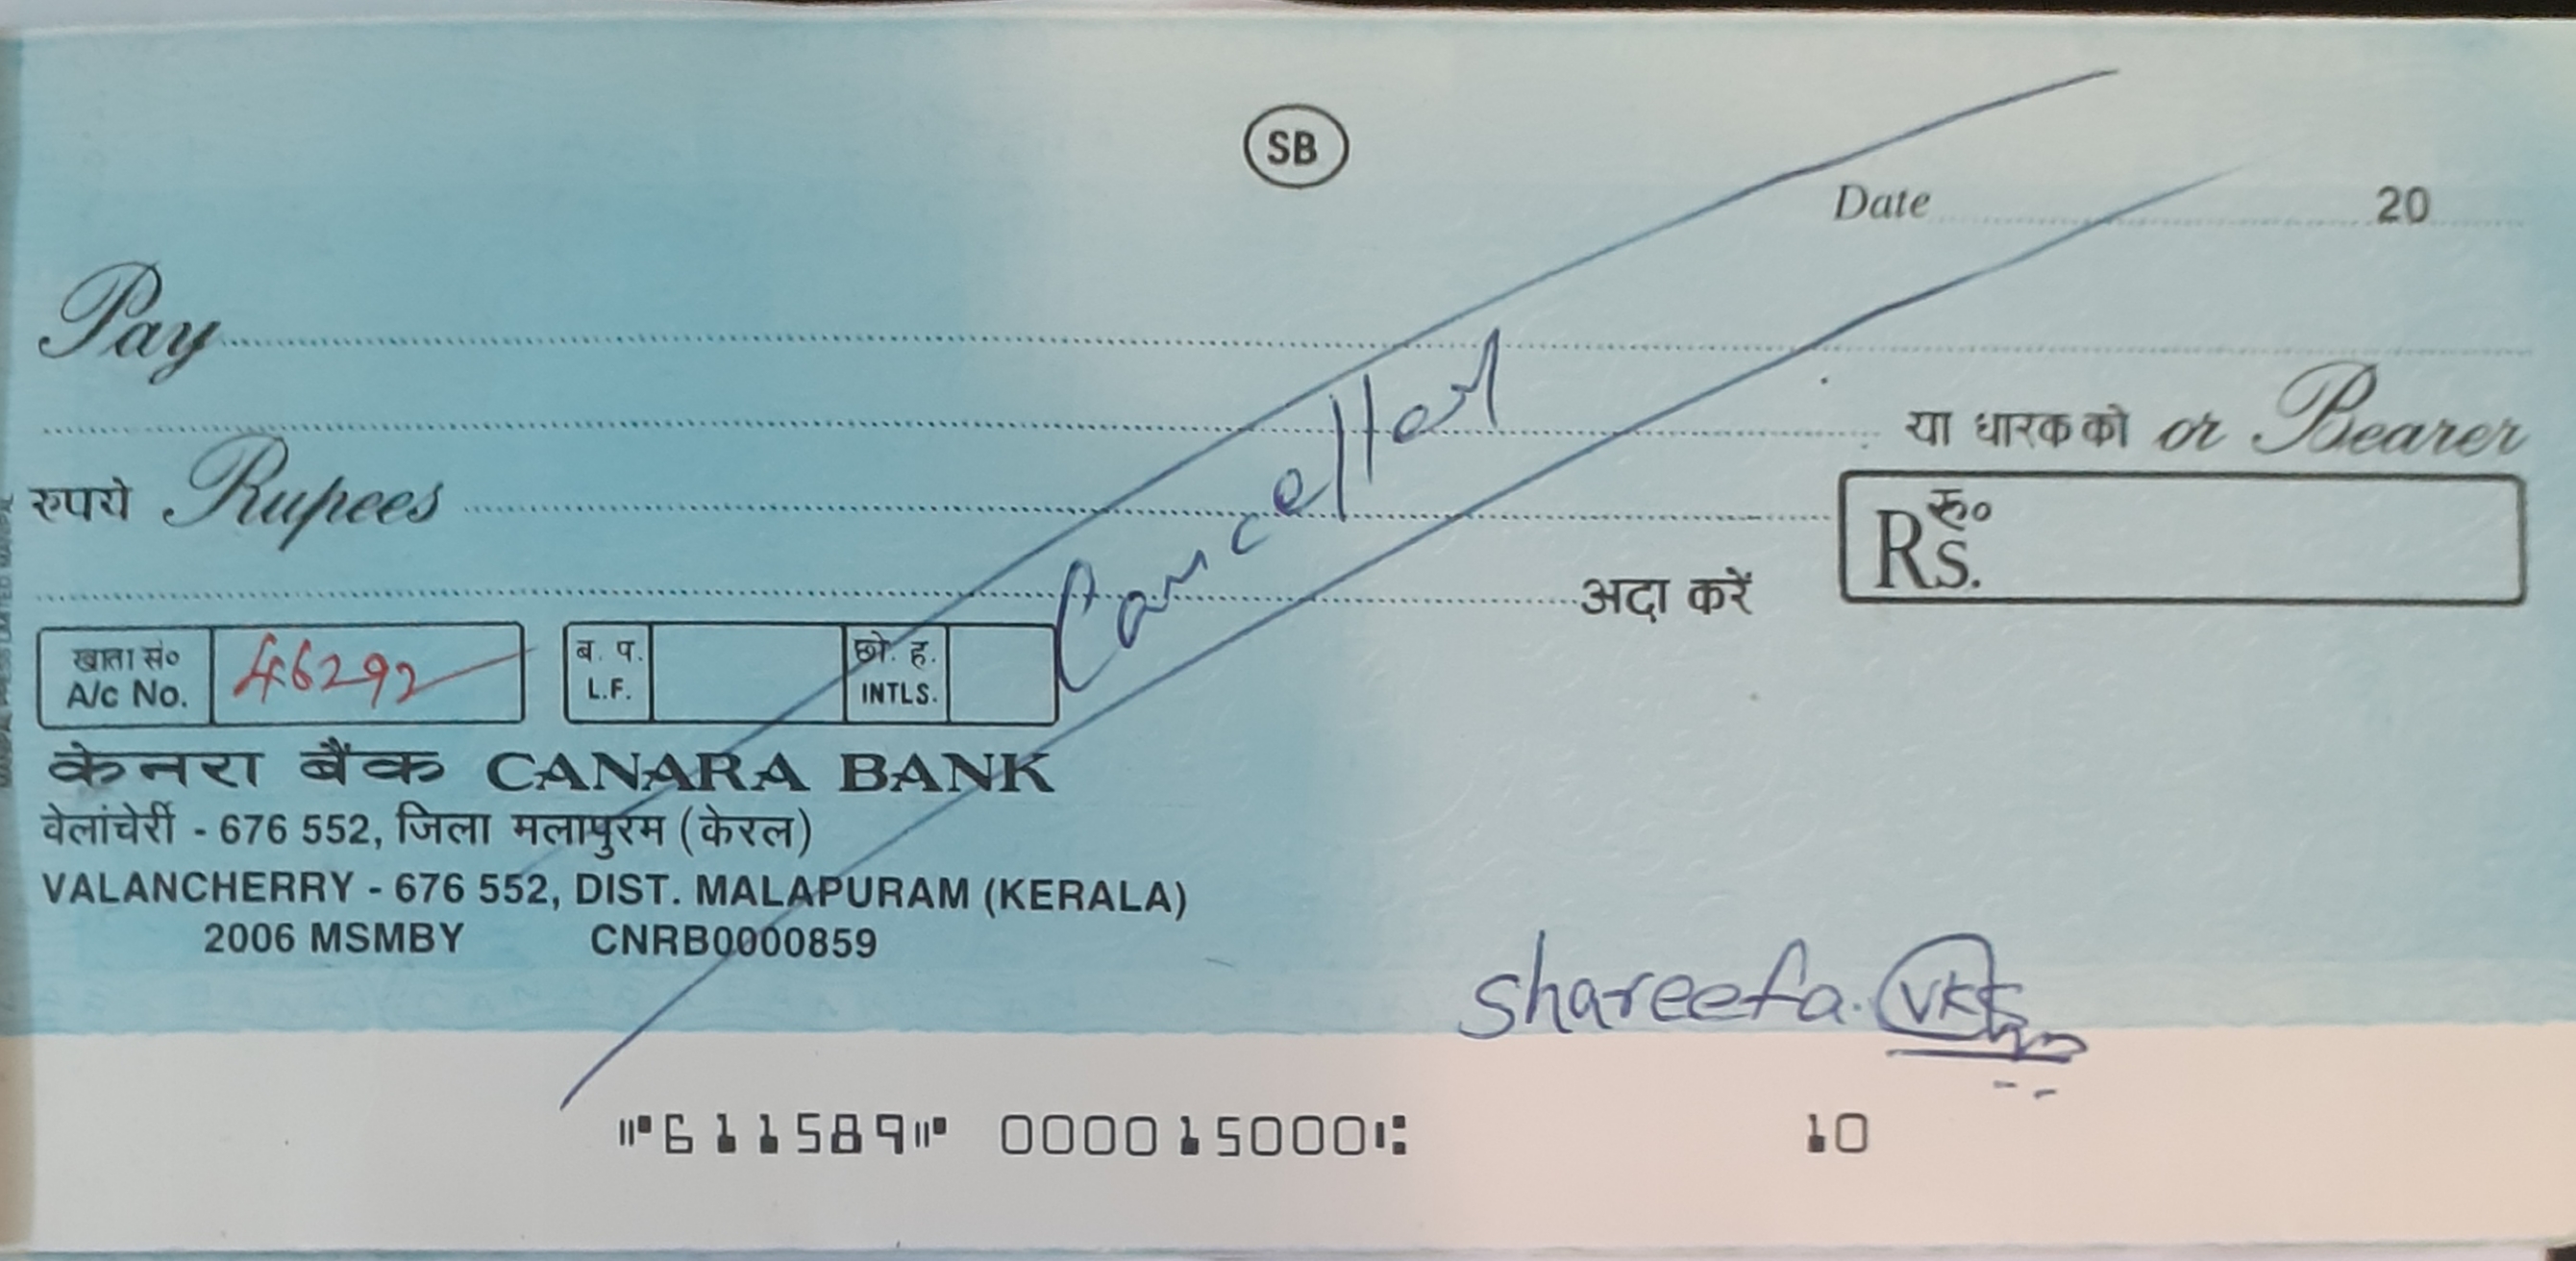 SB
Date 20
Pay
या धारक को or Bearer
रुपये Rupees
रु० Rs.
अदा करें
Cancelled
खाता सं० A/c No. 46292
ब. प. L.F. छो. ह. INTLS.
केनरा बैंक CANARA BANK
वेलांचेर्री - 676 552, जिला मलापुरम (केरल)
VALANCHERRY - 676 552, DIST. MALAPURAM (KERALA)
2006 MSMBY CNRB0000859
Shareefa. VKS
⑈611589⑈ 000015000⑆ 10